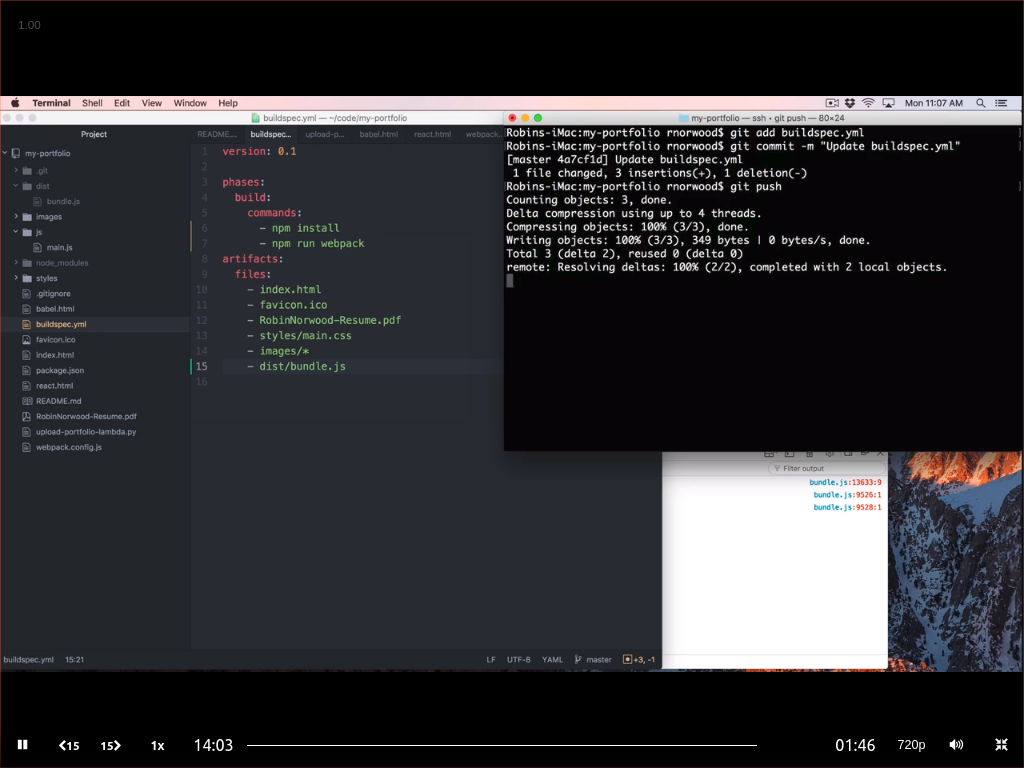 1.00
Terminal Shell Edit View Window Help
Mon 11:07 AM
buildspec.yml — ~/code/my-portfolio
my-portfolio — ssh • git push — 80×24
Project
README... buildspec... upload-p... babel.html react.html webpack...
my-portfolio
.git
dist
bundle.js
images
js
main.js
node_modules
styles
.gitignore
babel.html
buildspec.yml
favicon.ico
index.html
package.json
react.html
README.md
RobinNorwood-Resume.pdf
upload-portfolio-lambda.py
webpack.config.js
1 version: 0.1
2
3 phases:
4 build:
5 commands:
6 - npm install
7 - npm run webpack
8 artifacts:
9 files:
10 - index.html
11 - favicon.ico
12 - RobinNorwood-Resume.pdf
13 - styles/main.css
14 - images/*
15 - dist/bundle.js
16
Robins-iMac:my-portfolio rnorwood$ git add buildspec.yml
Robins-iMac:my-portfolio rnorwood$ git commit -m "Update buildspec.yml"
[master 4a7cf1d] Update buildspec.yml
1 file changed, 3 insertions(+), 1 deletion(-)
Robins-iMac:my-portfolio rnorwood$ git push
Counting objects: 3, done.
Delta compression using up to 4 threads.
Compressing objects: 100% (3/3), done.
Writing objects: 100% (3/3), 349 bytes | 0 bytes/s, done.
Total 3 (delta 2), reused 0 (delta 0)
remote: Resolving deltas: 100% (2/2), completed with 2 local objects.
Filter output
bundle.js:13633:9
bundle.js:9526:1
bundle.js:9528:1
buildspec.yml 15:21
LF UTF-8 YAML master +3, -1
15 15 1x 14:03 01:46 720p